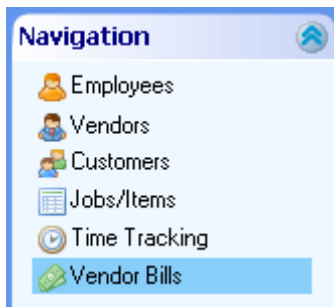 Navigation
Employees
Vendors
Customers
Jobs/Items
Time Tracking
Vendor Bills